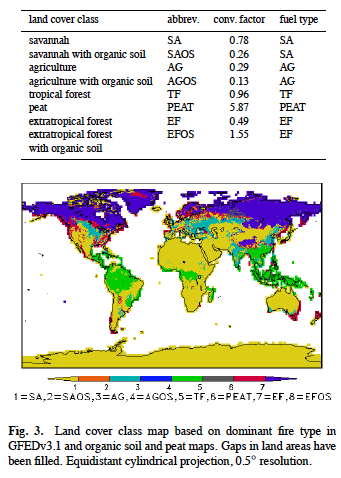 land cover class abbrev. conv. factor fuel type
savannah SA 0.78 SA
savannah with organic soil SAOS 0.26 SA
agriculture AG 0.29 AG
agriculture with organic soil AGOS 0.13 AG
tropical forest TF 0.96 TF
peat PEAT 5.87 PEAT
extratropical forest EF 0.49 EF
extratropical forest EFOS 1.55 EF
with organic soil
1 2 3 4 5 6 7
1=SA,2=SAOS,3=AG,4=AGOS,5=TF,6=PEAT,7=EF,8=EFOS
Fig. 3. Land cover class map based on dominant fire type in
GFEDv3.1 and organic soil and peat maps. Gaps in land areas have
been filled. Equidistant cylindrical projection, 0.5° resolution.